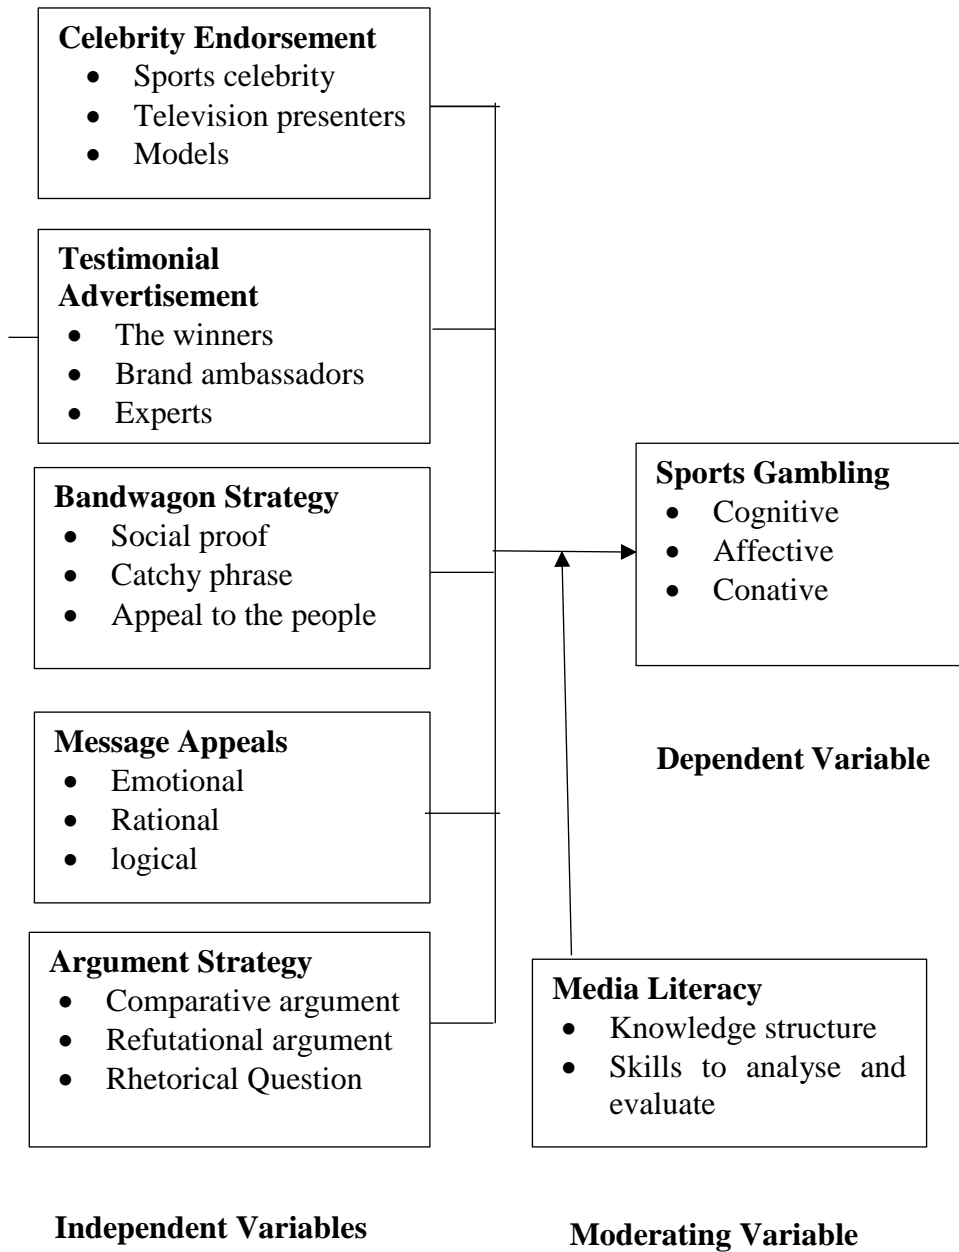 Celebrity Endorsement
• Sports celebrity
• Television presenters
• Models
Testimonial
Advertisement
• The winners
• Brand ambassadors
• Experts
Bandwagon Strategy
• Social proof
• Catchy phrase
• Appeal to the people
Message Appeals
• Emotional
• Rational
• logical
Argument Strategy
• Comparative argument
• Refutational argument
• Rhetorical Question
Independent Variables
Sports Gambling
• Cognitive
• Affective
• Conative
Dependent Variable
Media Literacy
• Knowledge structure
• Skills to analyse and
evaluate
Moderating Variable